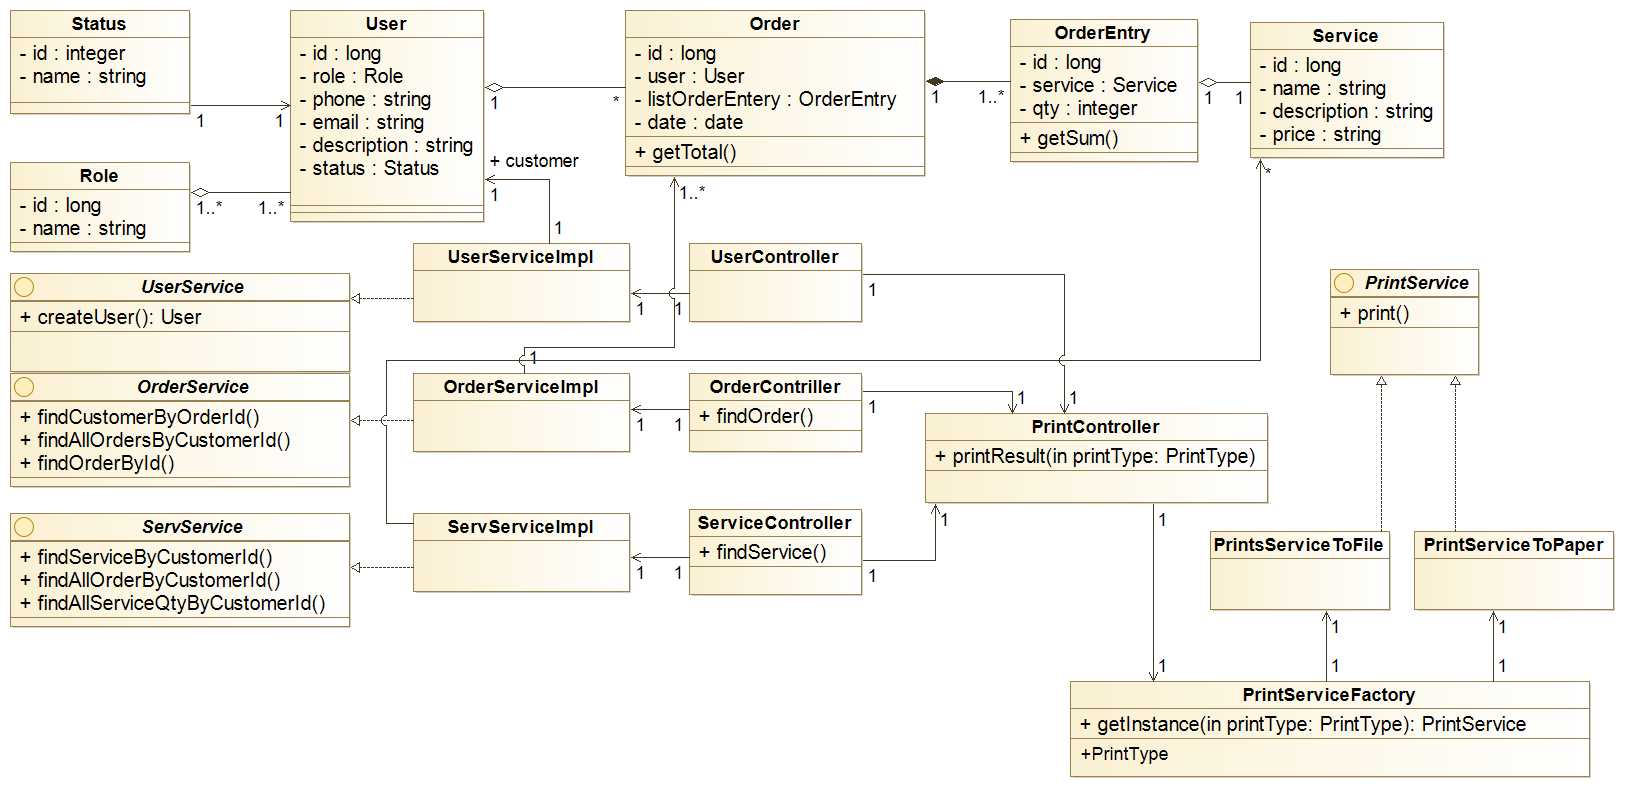 Status
- id : integer
- name : string
User
- id : long
- role : Role
- phone : string
- email : string
- description : string
- status : Status
Order
- id : long
- user : User
- listOrderEntery : OrderEntry
- date : date
+ getTotal()
OrderEntry
- id : long
- service : Service
- qty : integer
+ getSum()
Service
- id : long
- name : string
- description : string
- price : string
1
1
1
*
1
1..*
1
1
Role
- id : long
- name : string
1..*
1..*
+ customer
1
1
1..*
*
UserServiceImpl
UserController
1
1
1
UserService
+ createUser(): User
PrintService
+ print()
1
OrderService
+ findCustomerByOrderId()
+ findAllOrdersByCustomerId()
+ findOrderById()
OrderServiceImpl
OrderContriller
+ findOrder()
1
1
1
1
1
PrintController
+ printResult(in printType: PrintType)
ServService
+ findServiceByCustomerId()
+ findAllOrderByCustomerId()
+ findAllServiceQtyByCustomerId()
ServServiceImpl
ServiceController
+ findService()
1
1
1
1
1
PrintsServiceToFile
PrintServiceToPaper
1
1
1
1
1
PrintServiceFactory
+ getInstance(in printType: PrintType): PrintService
+PrintType